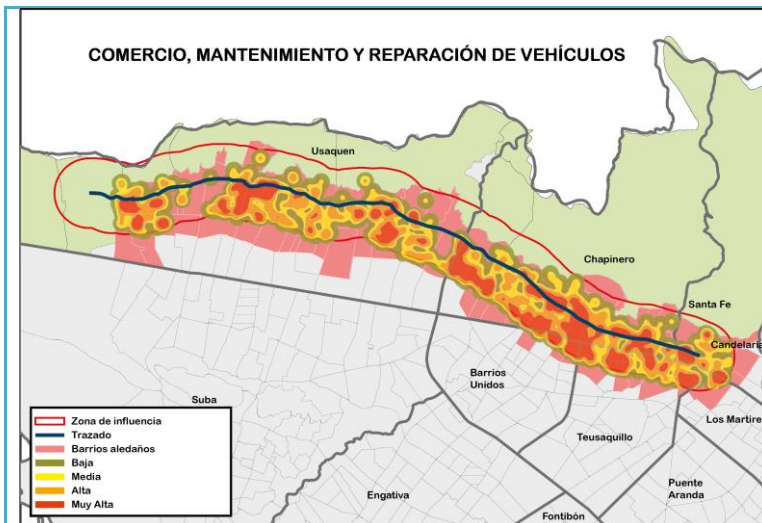 COMERCIO, MANTENIMIENTO Y REPARACIÓN DE VEHÍCULOS
Usaquen
Chapinero
Santa Fe
Candelaria
Barrios
Unidos
Los Martire
Suba
Teusaquillo
Puente
Aranda
Engativa
Fontibón
Zona de influencia
Trazado
Barrios aledaños
Baja
Media
Alta
Muy Alta